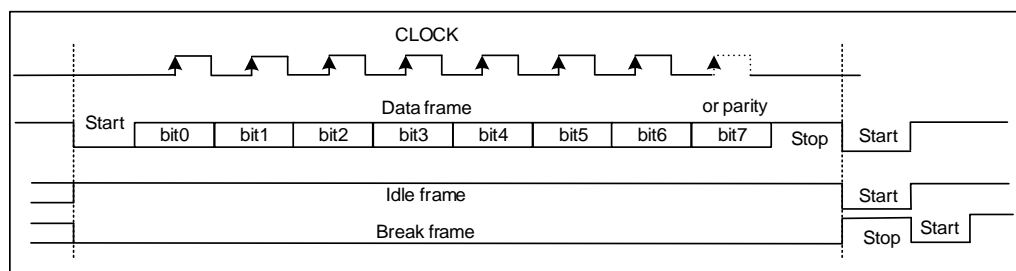 CLOCK
Data frame
or parity
Start
bit0 bit1 bit2 bit3 bit4 bit5 bit6 bit7
Stop
Start
Idle frame
Start
Break frame
Stop
Start